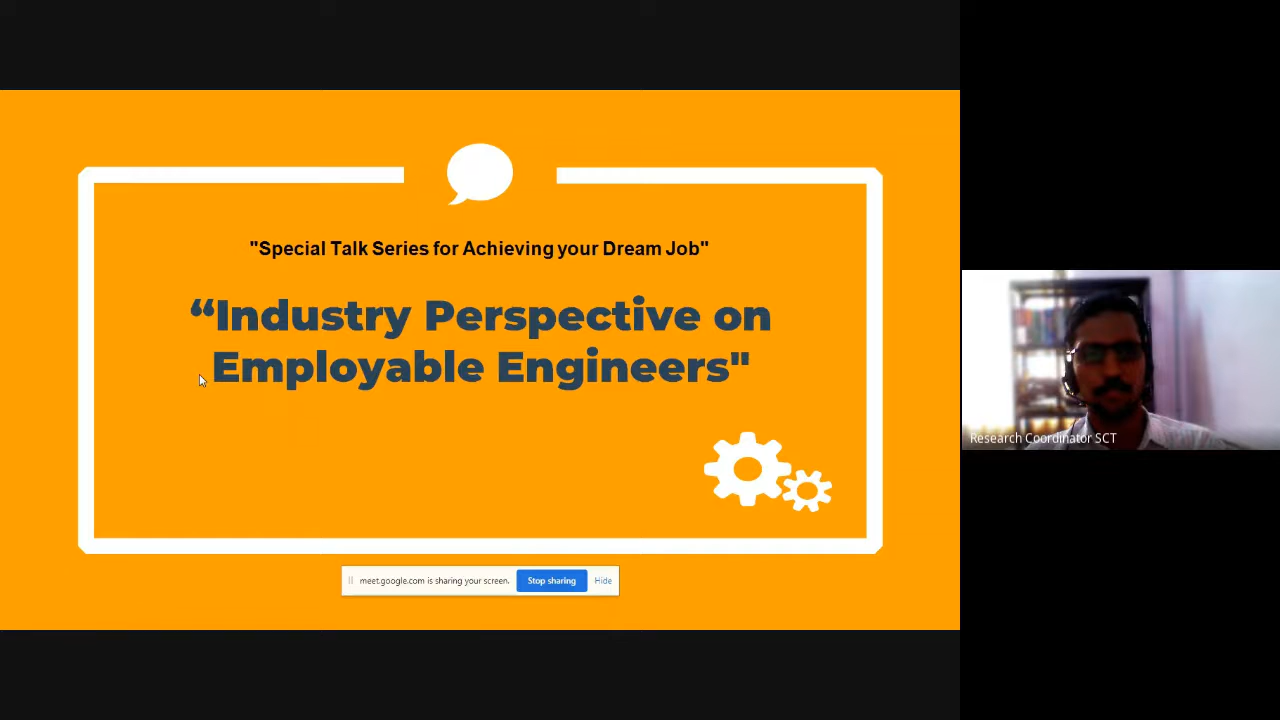 "Special Talk Series for Achieving your Dream Job"
“Industry Perspective on
Employable Engineers"
meet.google.com is sharing your screen.
Stop sharing
Hide
Research Coordinator SCT